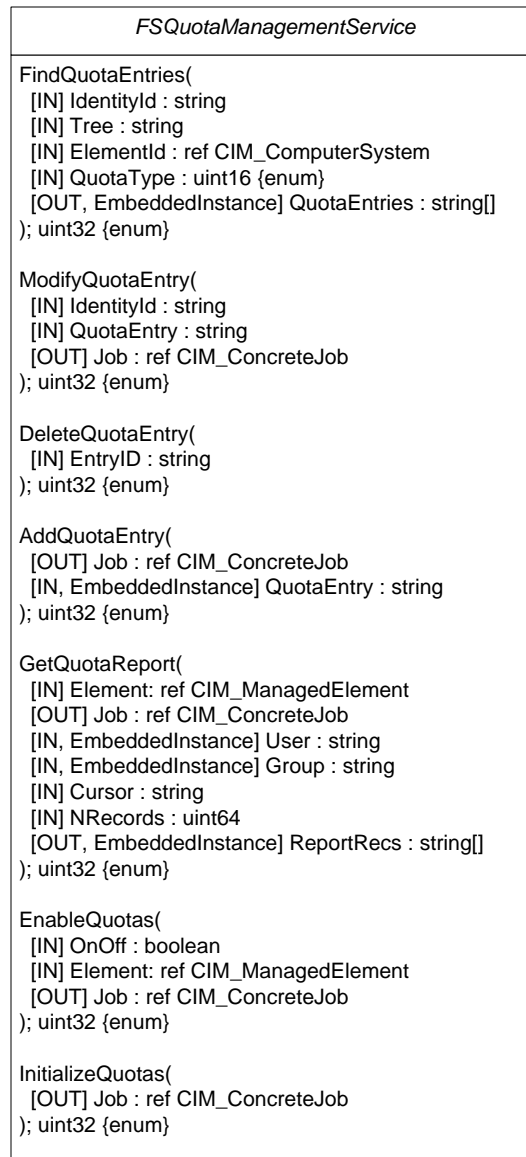 FSQuotaManagementService
FindQuotaEntries(
[IN] IdentityId : string
[IN] Tree : string
[IN] ElementId : ref CIM_ComputerSystem
[IN] QuotaType : uint16 {enum}
[OUT, EmbeddedInstance] QuotaEntries : string[]
); uint32 {enum}
ModifyQuotaEntry(
[IN] IdentityId : string
[IN] QuotaEntry : string
[OUT] Job : ref CIM_ConcreteJob
); uint32 {enum}
DeleteQuotaEntry(
[IN] EntryID : string
); uint32 {enum}
AddQuotaEntry(
[OUT] Job : ref CIM_ConcreteJob
[IN, EmbeddedInstance] QuotaEntry : string
); uint32 {enum}
GetQuotaReport(
[IN] Element: ref CIM_ManagedElement
[OUT] Job : ref CIM_ConcreteJob
[IN, EmbeddedInstance] User : string
[IN, EmbeddedInstance] Group : string
[IN] Cursor : string
[IN] NRecords : uint64
[OUT, EmbeddedInstance] ReportRecs : string[]
); uint32 {enum}
EnableQuotas(
[IN] OnOff : boolean
[IN] Element: ref CIM_ManagedElement
[OUT] Job : ref CIM_ConcreteJob
); uint32 {enum}
InitializeQuotas(
[OUT] Job : ref CIM_ConcreteJob
); uint32 {enum}